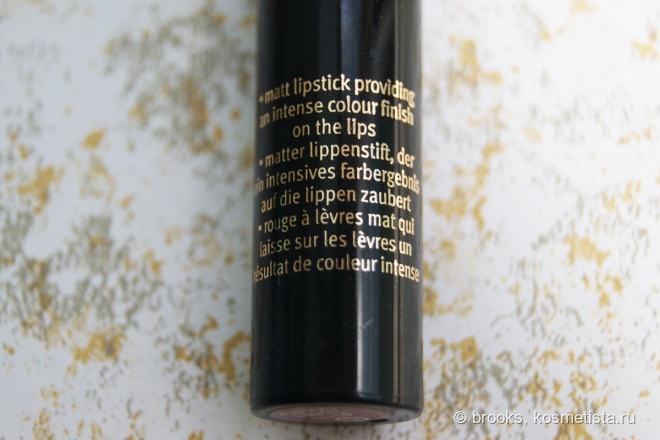 • matt lipstick providing
an intense colour finish
on the lips
• matter lippenstift, der
ein intensives farbergebnis
auf die lippen zaubert
• rouge à lèvres mat qui
laisse sur les lèvres un
résultat de couleur intense
© brooks, kosmetista.ru